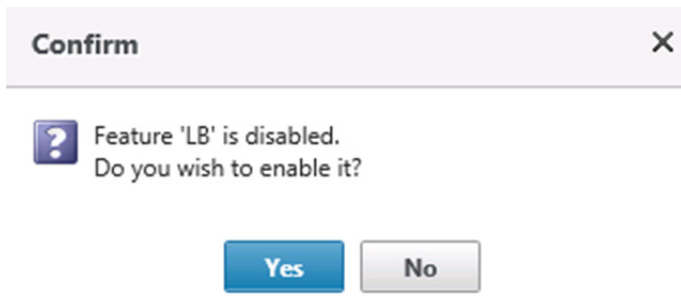 Confirm
Feature 'LB' is disabled.
Do you wish to enable it?
Yes No